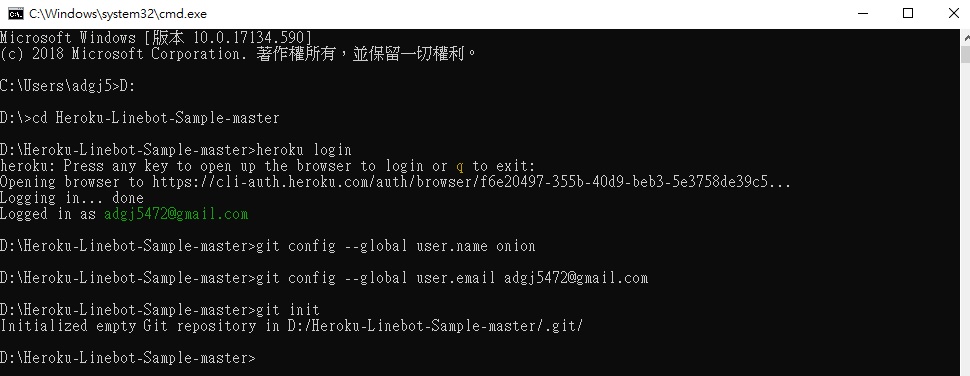 C:\Windows\system32\cmd.exe
Microsoft Windows [版本 10.0.17134.590]
(c) 2018 Microsoft Corporation. 著作權所有，並保留一切權利。
C:\Users\adgj5>D:
D:\>cd Heroku-Linebot-Sample-master
D:\Heroku-Linebot-Sample-master>heroku login
heroku: Press any key to open up the browser to login or q to exit:
Opening browser to https://cli-auth.heroku.com/auth/browser/f6e20497-355b-40d9-beb3-5e3758de39c5...
Logging in... done
Logged in as adgj5472@gmail.com
D:\Heroku-Linebot-Sample-master>git config --global user.name onion
D:\Heroku-Linebot-Sample-master>git config --global user.email adgj5472@gmail.com
D:\Heroku-Linebot-Sample-master>git init
Initialized empty Git repository in D:/Heroku-Linebot-Sample-master/.git/
D:\Heroku-Linebot-Sample-master>